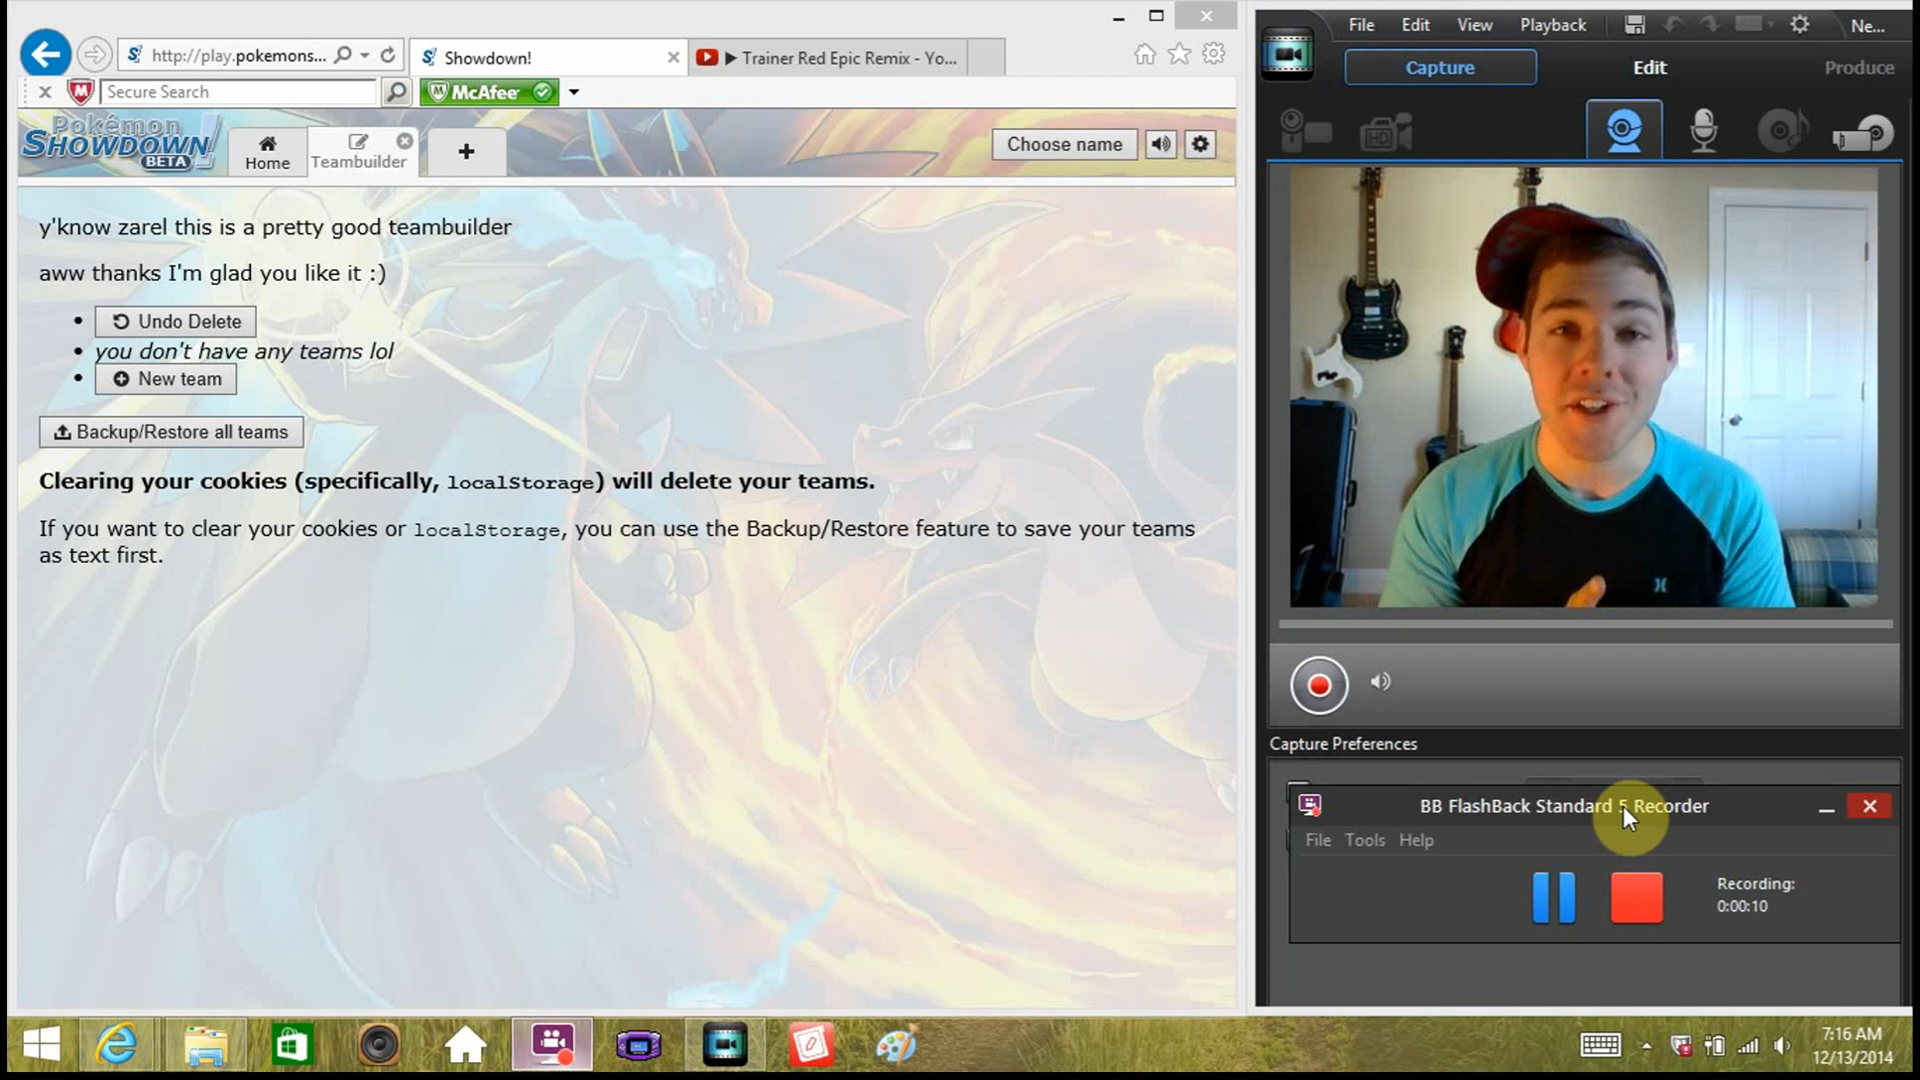 http://play.pokemons...
Showdown!
Trainer Red Epic Remix - Yo...
Secure Search
McAfee
Pokémon
SHOWDOWN
BETA
Home
Teambuilder
Choose name
y'know zarel this is a pretty good teambuilder
aww thanks I'm glad you like it :)
Undo Delete
you don't have any teams lol
New team
Backup/Restore all teams
Clearing your cookies (specifically, localStorage) will delete your teams.
If you want to clear your cookies or localStorage, you can use the Backup/Restore feature to save your teams
as text first.
File Edit View Playback Ne...
Capture Edit Produce
HD
Capture Preferences
BB FlashBack Standard 5 Recorder
File Tools Help
Recording:
0:00:10
7:16 AM
12/13/2014